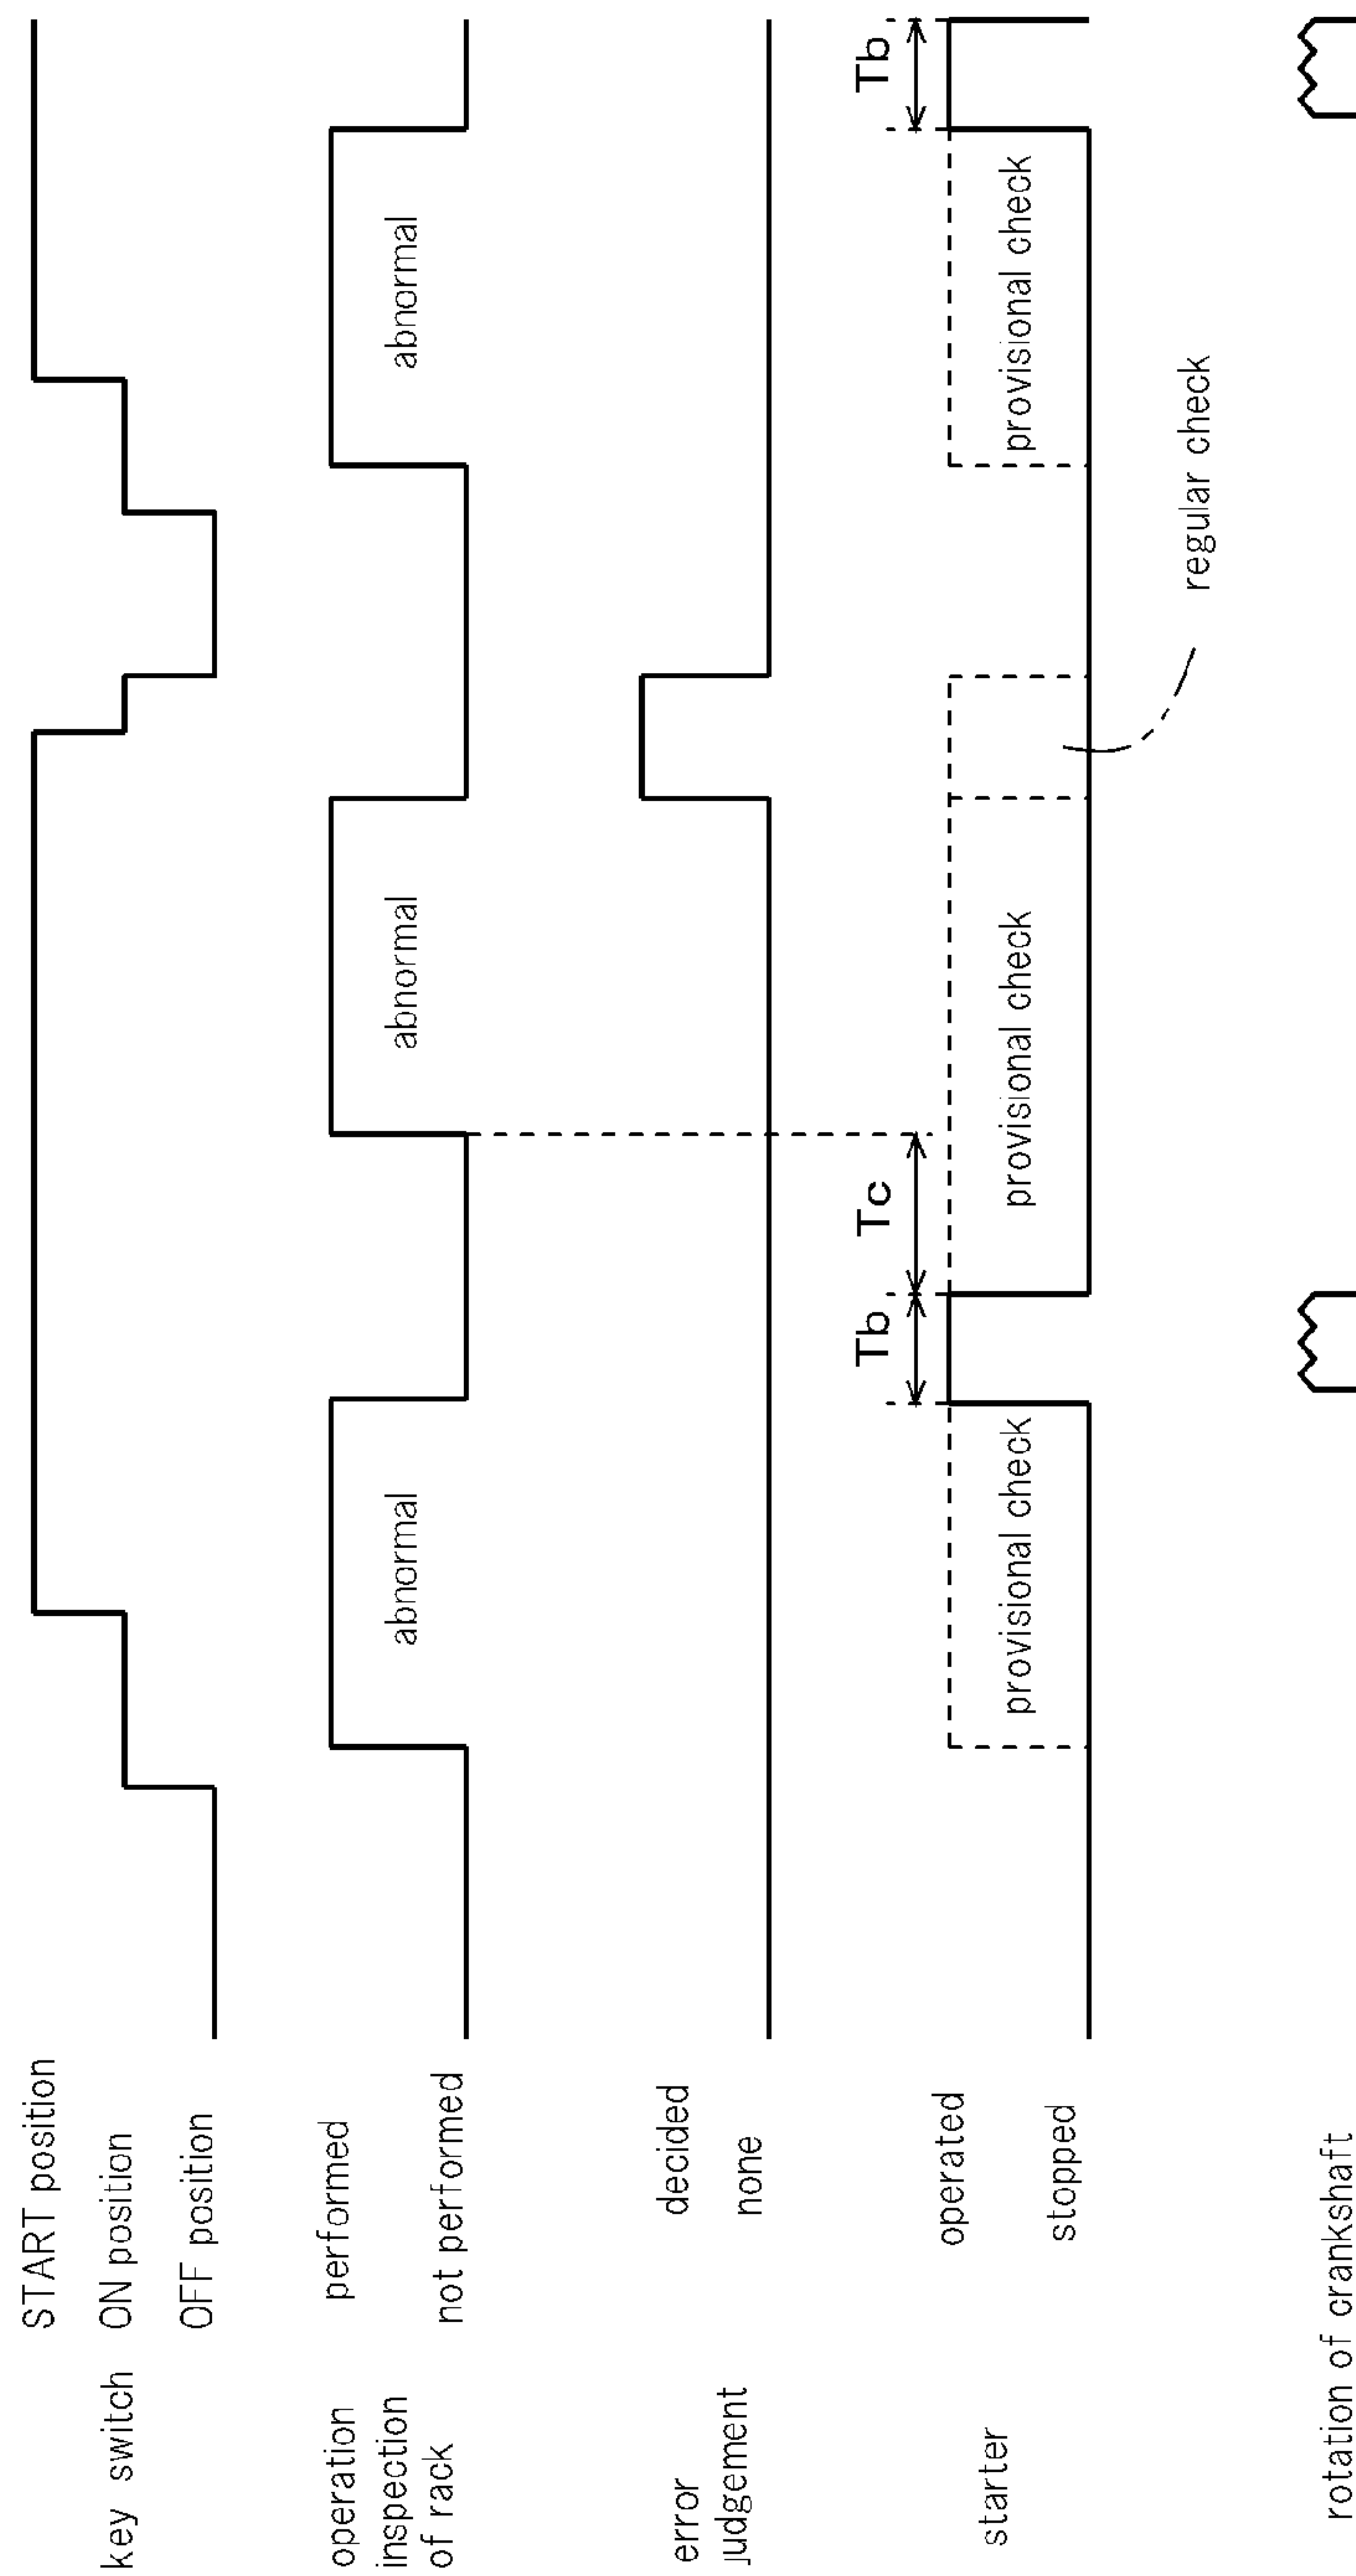 key switch
START position
ON position
OFF position
operation
inspection
of rack
performed
not performed
abnormal
abnormal
abnormal
error
judgement
decided
none
starter
operated
stopped
Tb
Tc
Tb
provisional check
provisional check
provisional check
regular check
rotation of crankshaft